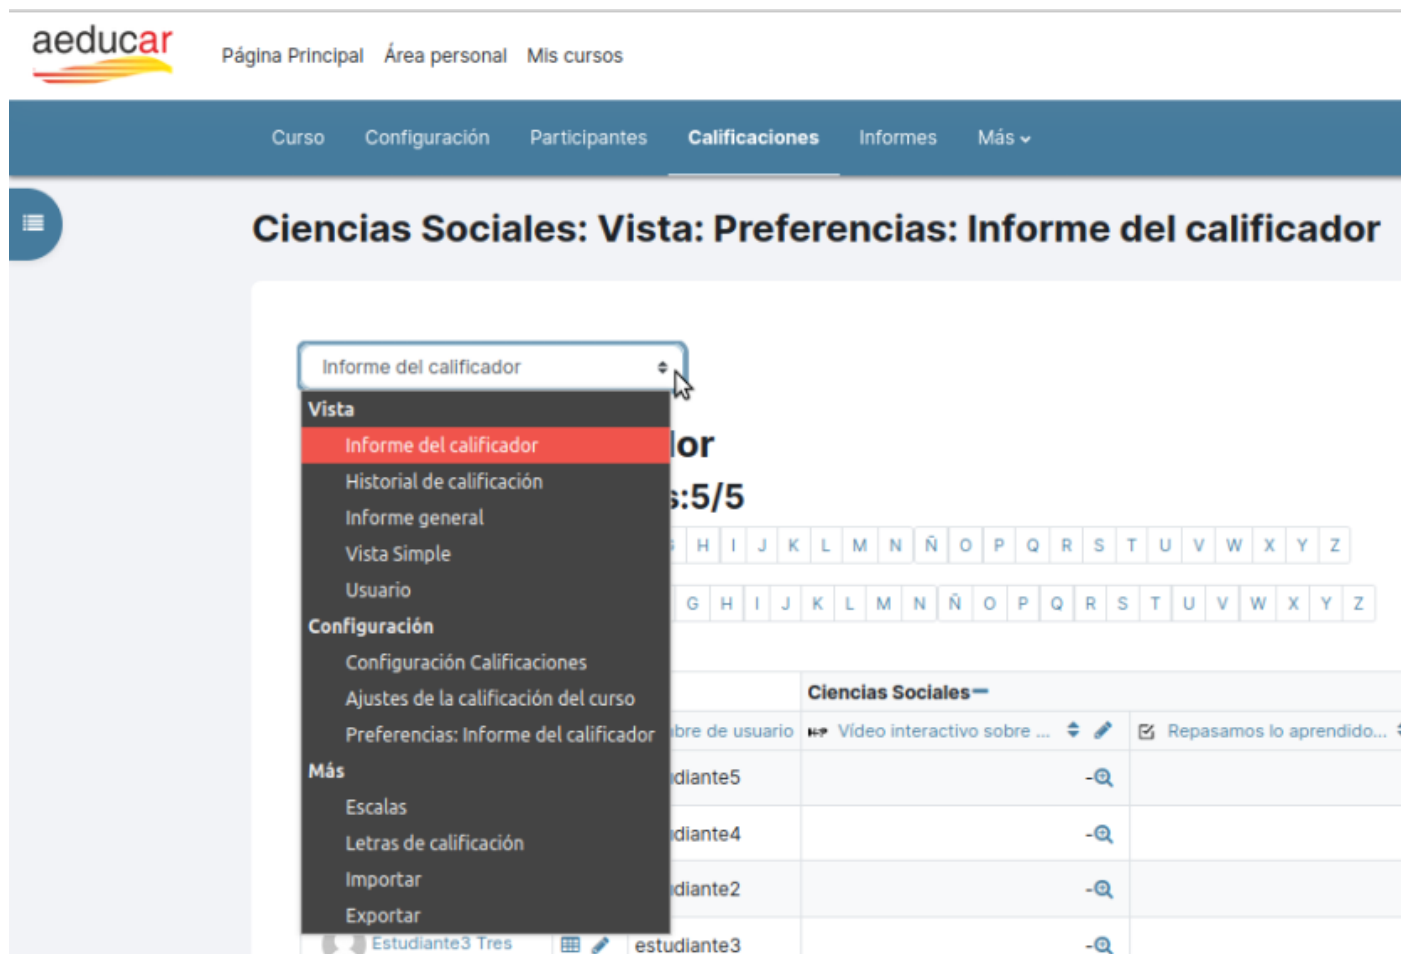 aeducar
Página Principal Área personal Mis cursos
Curso Configuración Participantes Calificaciones Informes Más
Ciencias Sociales: Vista: Preferencias: Informe del calificador
Informe del calificador
Vista
Informe del calificador
Historial de calificación
Informe general
Vista Simple
Usuario
Configuración
Configuración Calificaciones
Ajustes de la calificación del curso
Preferencias: Informe del calificador
Más
Escalas
Letras de calificación
Importar
Exportar
:5/5
H I J K L M N Ñ O P Q R S T U V W X Y Z
G H I J K L M N Ñ O P Q R S T U V W X Y Z
Ciencias Sociales
de usuario H-P Vídeo interactivo sobre ... Repasamos lo aprendido...
diante5 -
diante4 -
diante2 -
Estudiante3 Tres estudiante3 -